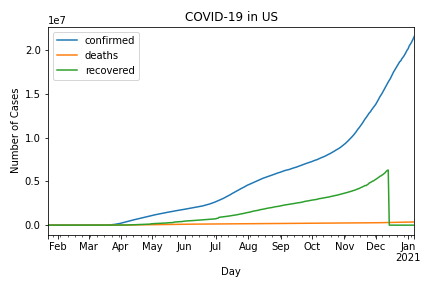 COVID-19 in US
1e7
confirmed
deaths
recovered
Number of Cases
2.0
1.5
1.0
0.5
0.0
Feb Mar Apr May Jun Jul Aug Sep Oct Nov Dec Jan
2021
Day